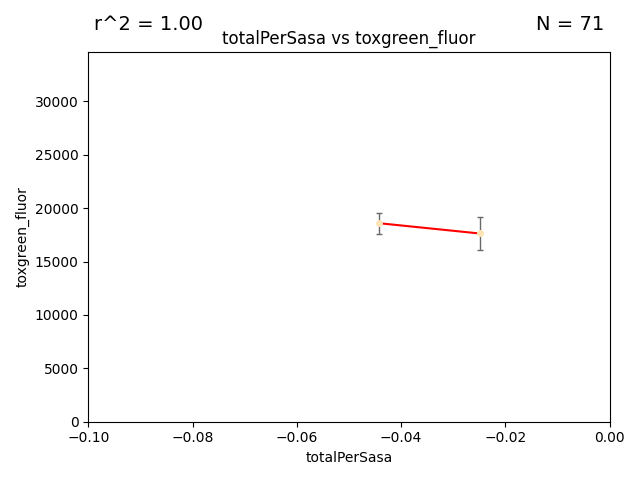 r^2 = 1.00
N = 71
totalPerSasa vs toxgreen_fluor
30000
25000
20000
15000
10000
5000
0
toxgreen_fluor
−0.10
−0.08
−0.06
−0.04
−0.02
0.00
totalPerSasa